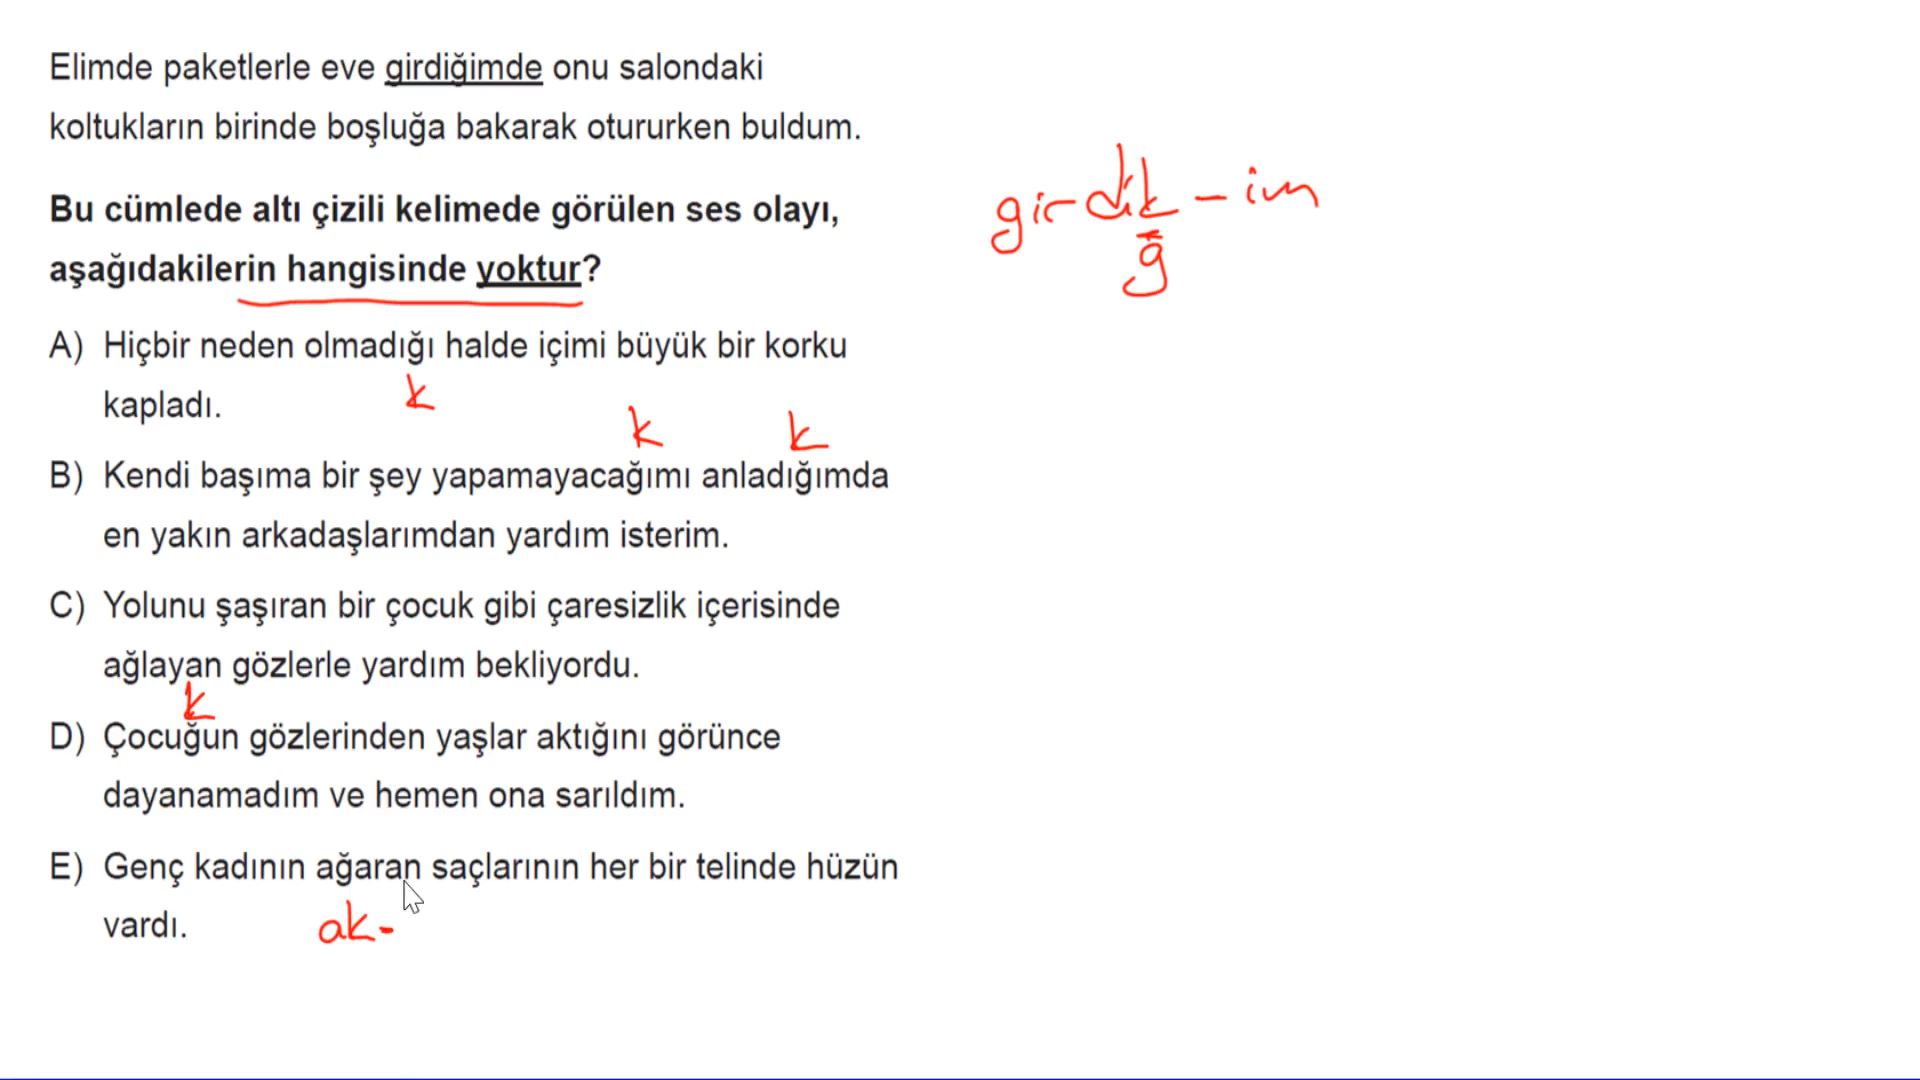 Elimde paketlerle eve girdiğimde onu salondaki
koltukların birinde boşluğa bakarak otururken buldum.
girdik - im
ğ
Bu cümlede altı çizili kelimede görülen ses olayı,
aşağıdakilerin hangisinde yoktur?
A) Hiçbir neden olmadığı halde içimi büyük bir korku
k
kapladı.
k k
B) Kendi başıma bir şey yapamayacağımı anladığımda
en yakın arkadaşlarımdan yardım isterim.
C) Yolunu şaşıran bir çocuk gibi çaresizlik içerisinde
ağlayan gözlerle yardım bekliyordu.
k
D) Çocuğun gözlerinden yaşlar aktığını görünce
dayanamadım ve hemen ona sarıldım.
E) Genç kadının ağaran saçlarının her bir telinde hüzün
vardı.
ak-